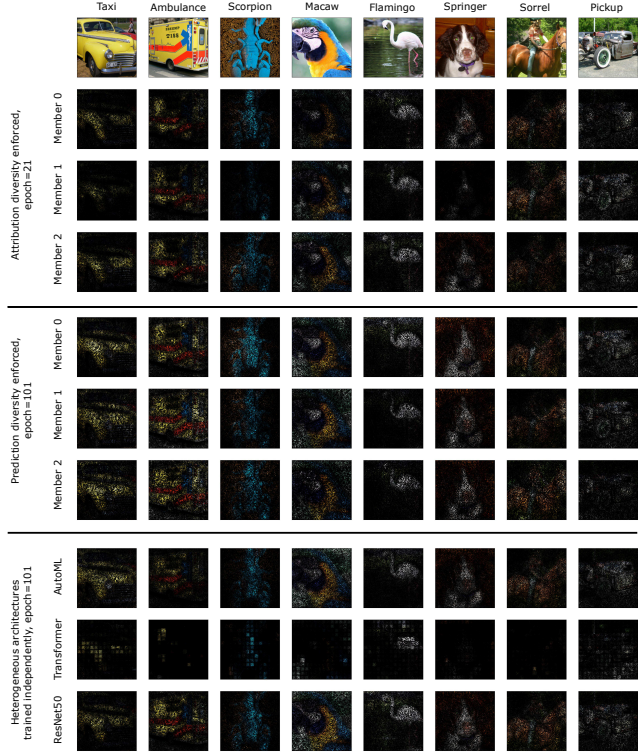 Taxi Ambulance Scorpion Macaw Flamingo Springer Sorrel Pickup
Attribution diversity enforced,
epoch=21
Member 0
Member 1
Member 2
Prediction diversity enforced,
epoch=101
Member 0
Member 1
Member 2
Heterogeneous architectures
trained independently, epoch=101
AutoML
Transformer
ResNet50